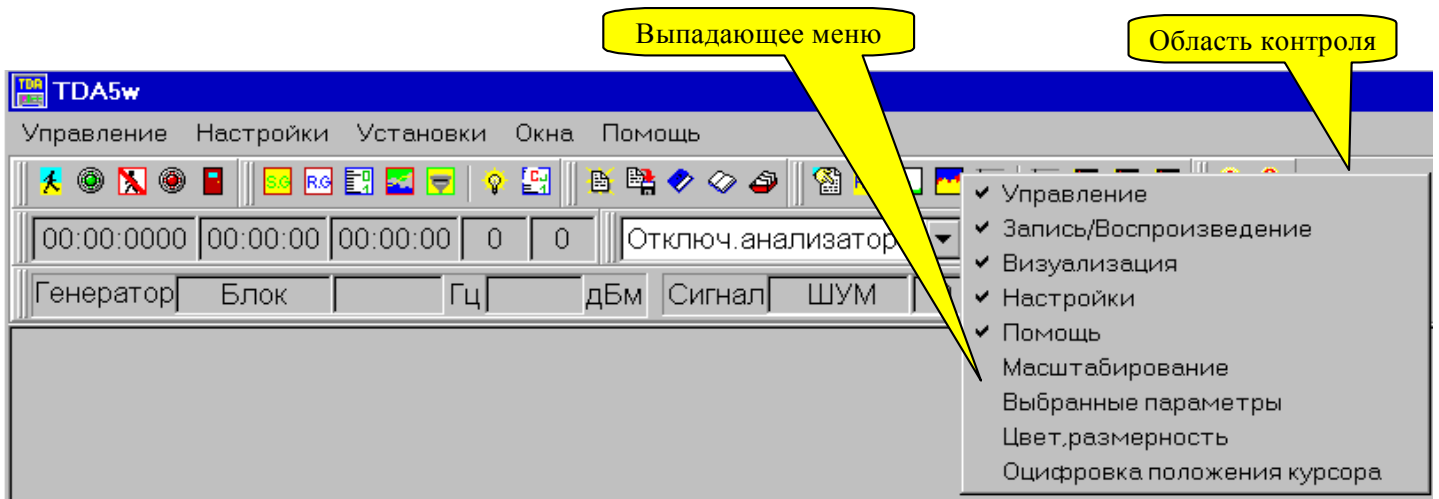 Выпадающее меню
Область контроля
TDA5w
Управление Настройки Установки Окна Помощь
S.G R.G
00:00:0000 00:00:00 00:00:00 0 0 Отключ.анализатор
Генератор Блок Гц дБм Сигнал ШУМ
✔ Управление
✔ Запись/Воспроизведение
✔ Визуализация
✔ Настройки
✔ Помощь
Масштабирование
Выбранные параметры
Цвет,размерность
Оцифровка положения курсора